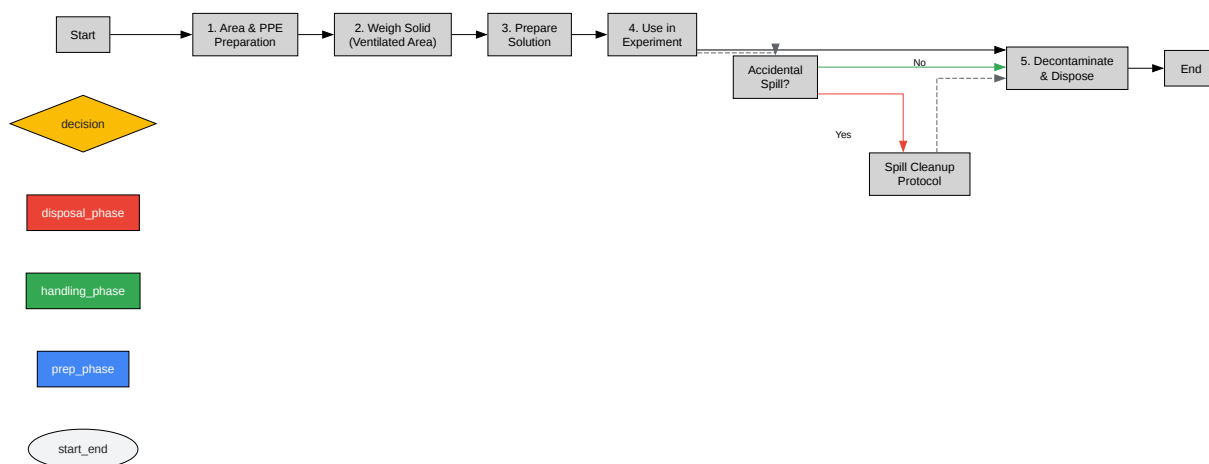 Start
1. Area & PPE
Preparation
2. Weigh Solid
(Ventilated Area)
3. Prepare
Solution
4. Use in
Experiment
Accidental
Spill?
No
Yes
Spill Cleanup
Protocol
5. Decontaminate
& Dispose
End
decision
disposal_phase
handling_phase
prep_phase
start_end